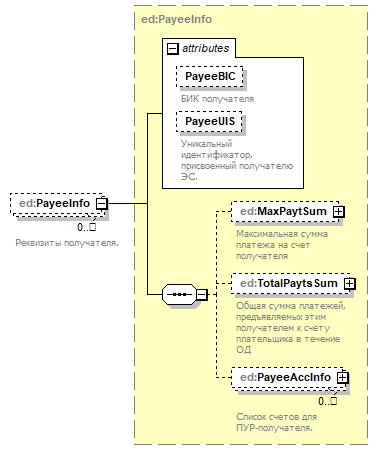 ed:PayeeInfo
attributes
PayeeBIC
БИК получателя
PayeeUIS
Уникальный
идентификатор,
присвоенный получателю
ЭС.
ed:PayeeInfo
0..□
Реквизиты получателя.
ed:MaxPaytSum
Максимальная сумма
платежа на счет
получателя
ed:TotalPaytsSum
Общая сумма платежей,
предъявляемых этим
получателем к счету
плательщика в течение
ОД
ed:PayeeAccInfo
0..□
Список счетов для
ПУР-получателя.